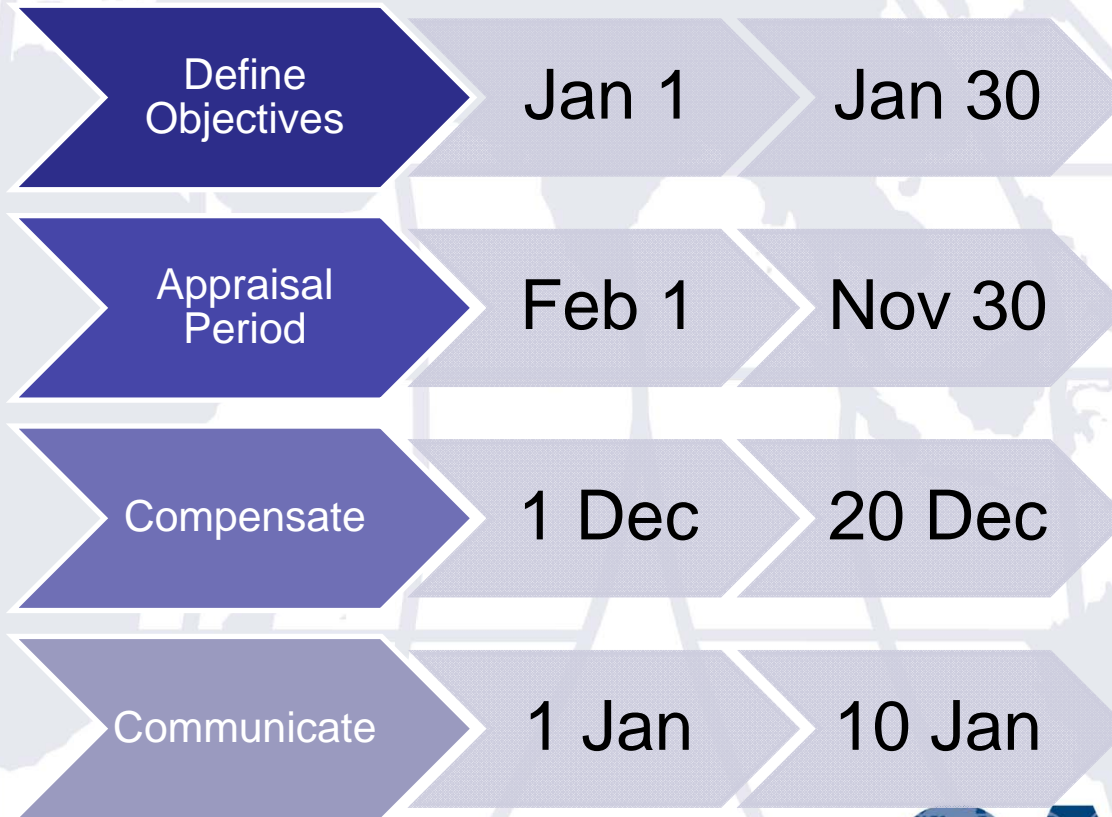 Define
Objectives
Jan 1
Jan 30
Appraisal
Period
Feb 1
Nov 30
Compensate
1 Dec
20 Dec
Communicate
1 Jan
10 Jan